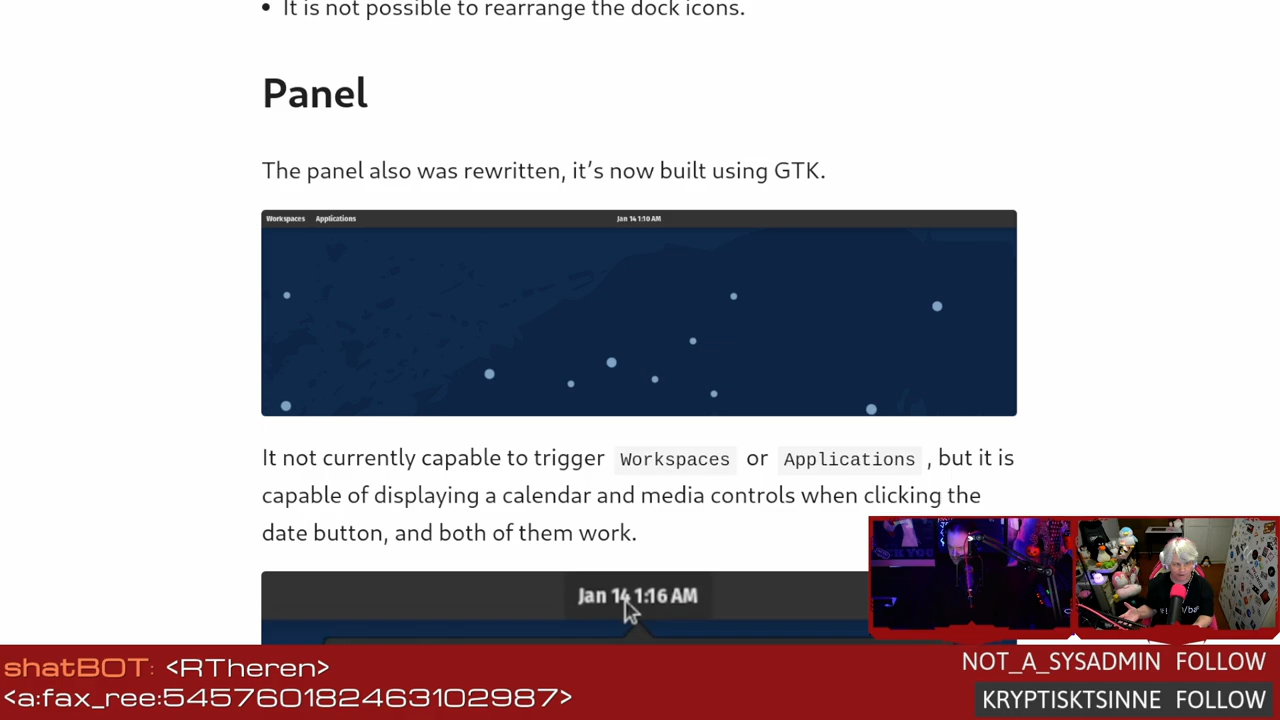 • It is not possible to rearrange the dock icons.
Panel
The panel also was rewritten, it's now built using GTK.
Workspaces Applications Jan 14 1:10 AM
It not currently capable to trigger Workspaces or Applications , but it is
capable of displaying a calendar and media controls when clicking the
date button, and both of them work.
Jan 14 1:16 AM
shatBOT: <RTheren>
<a:fax_ree:545760182463102987>
NOT_A_SYSADMIN FOLLOW
KRYPTISKTSINNE FOLLOW